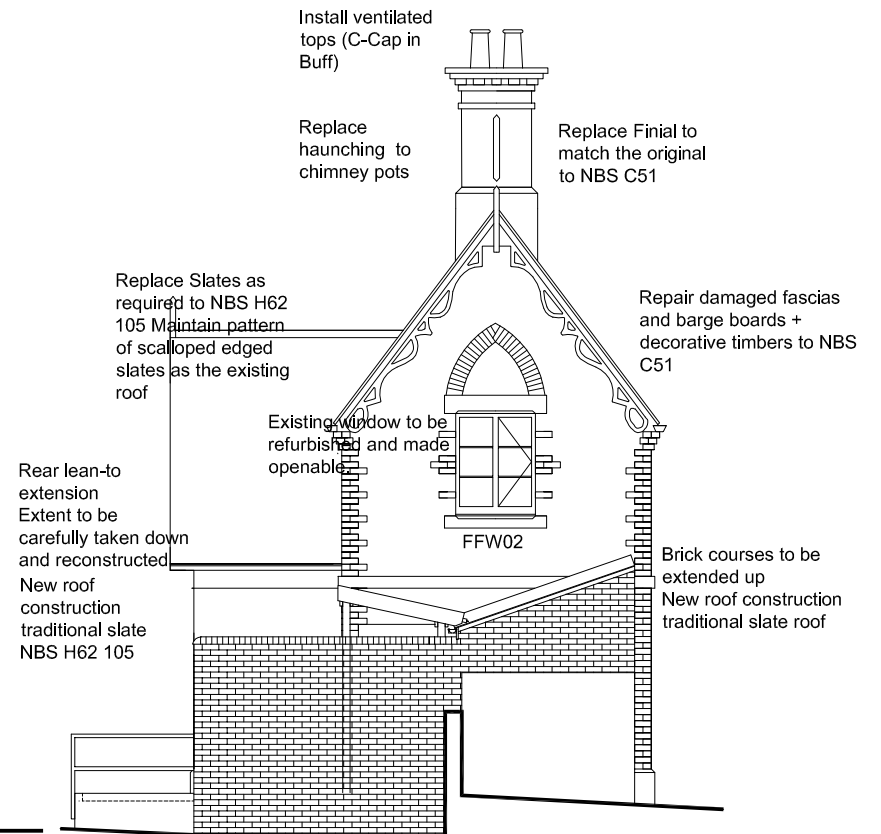 Install ventilated
tops (C-Cap in
Buff)
Replace
haunching to
chimney pots
Replace Finial to
match the original
to NBS C51
Replace Slates as
required to NBS H62
105 Maintain pattern
of scalloped edged
slates as the existing
roof
Repair damaged fascias
and barge boards +
decorative timbers to NBS
C51
Existing window to be
refurbished and made
openable.
FFW02
Rear lean-to
extension
Extent to be
carefully taken down
and reconstructed
New roof
construction
traditional slate
NBS H62 105
Brick courses to be
extended up
New roof construction
traditional slate roof